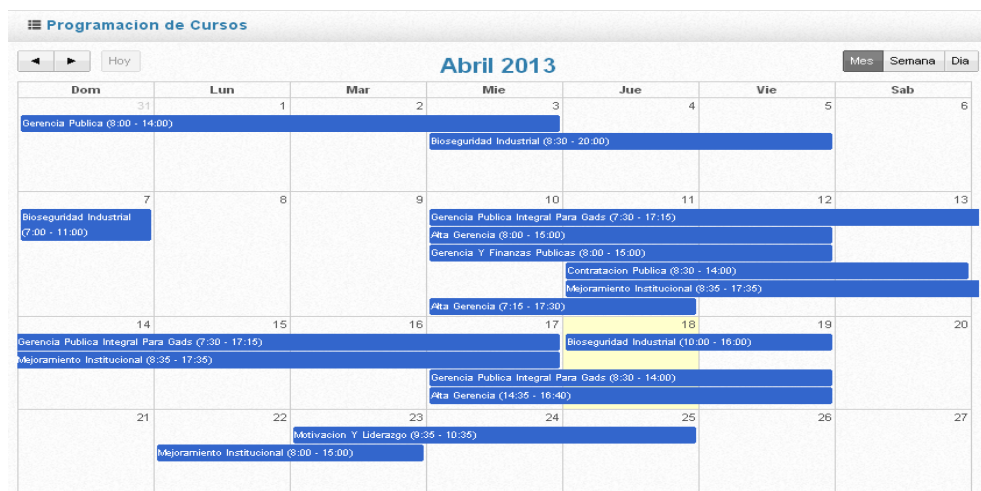 Programacion de Cursos
Hoy
Abril 2013
Mes Semana Dia
Dom Lun Mar Mie Jue Vie Sab
31 1 2 3 4 5 6
Gerencia Publica (8:00 - 14:00)
Bioseguridad Industrial (8:30 - 20:00)
7 8 9 10 11 12 13
Bioseguridad Industrial
(7:00 - 11:00)
Gerencia Publica Integral Para Gads (7:30 - 17:15)
Alta Gerencia (8:00 - 15:00)
Gerencia Y Finanzas Publicas (8:00 - 15:00)
Contratacion Publica (8:30 - 14:00)
Mejoramiento Institucional (8:35 - 17:35)
Alta Gerencia (7:15 - 17:30)
14 15 16 17 18 19 20
Gerencia Publica Integral Para Gads (7:30 - 17:15)
Bioseguridad Industrial (10:00 - 16:00)
Mejoramiento Institucional (8:35 - 17:35)
Gerencia Publica Integral Para Gads (8:30 - 14:00)
Alta Gerencia (14:35 - 16:40)
21 22 23 24 25 26 27
Motivacion Y Liderazgo (9:35 - 10:35)
Mejoramiento Institucional (8:00 - 15:00)